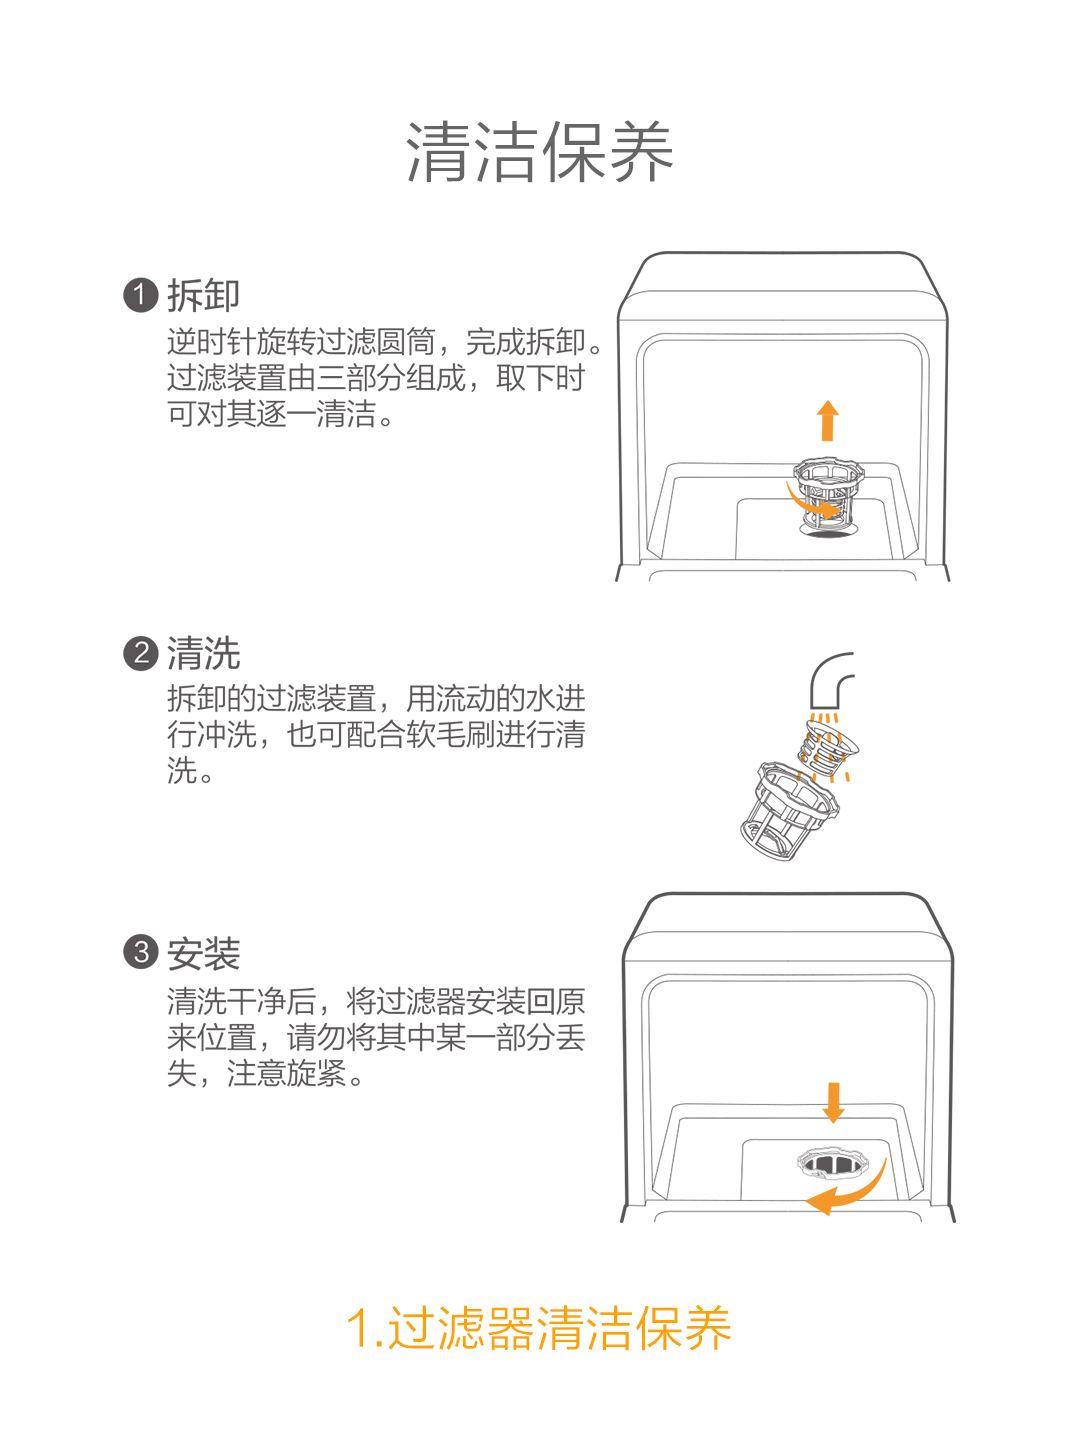 清洁保养
1 拆卸
逆时针旋转过滤圆筒，完成拆卸。
过滤装置由三部分组成，取下时
可对其逐一清洁。
2 清洗
拆卸的过滤装置，用流动的水进
行冲洗，也可配合软毛刷进行清
洗。
3 安装
清洗干净后，将过滤器安装回原
来位置，请勿将其中某一部分丢
失，注意旋紧。
1.过滤器清洁保养